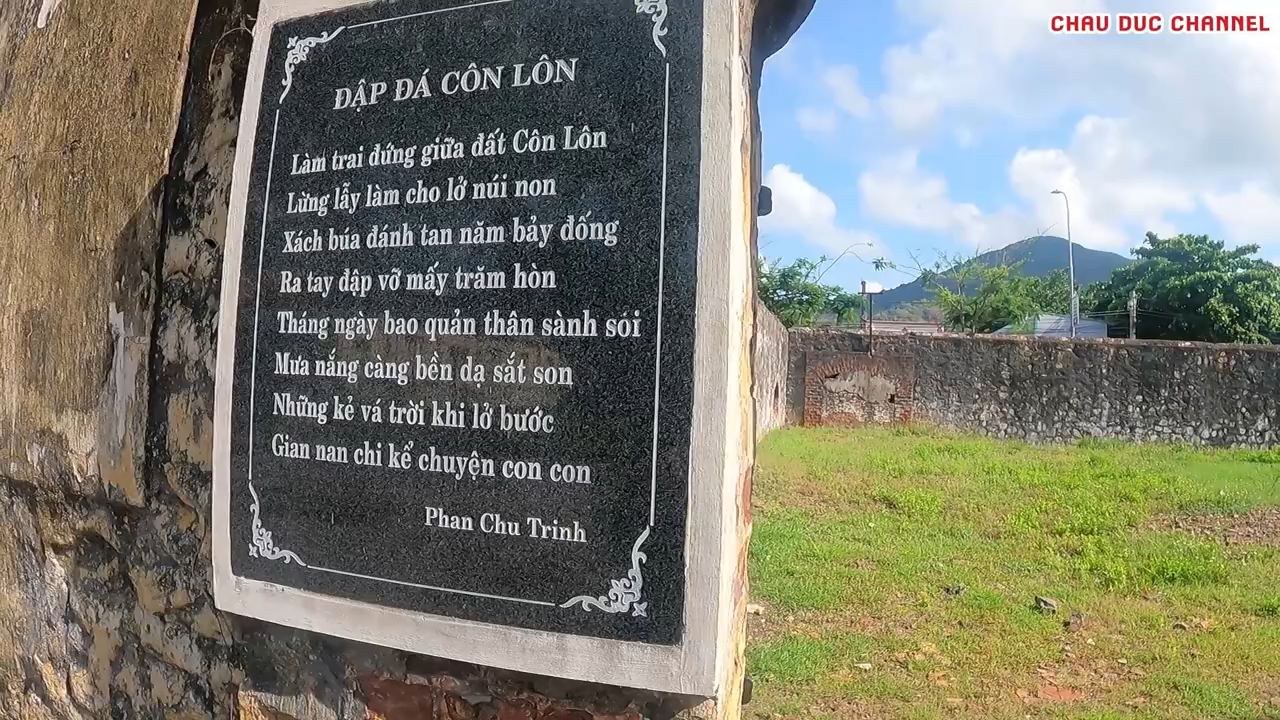 CHAU DUC CHANNEL
ĐẬP ĐÁ CÔN LÔN
Làm trai đứng giữa đất Côn Lôn
Lừng lẫy làm cho lở núi non
Xách búa đánh tan năm bảy đống
Ra tay đập vỡ mấy trăm hòn
Tháng ngày bao quản thân sành sỏi
Mưa nắng càng bền dạ sắt son
Những kẻ vá trời khi lở bước
Gian nan chi kể chuyện con con
Phan Chu Trinh